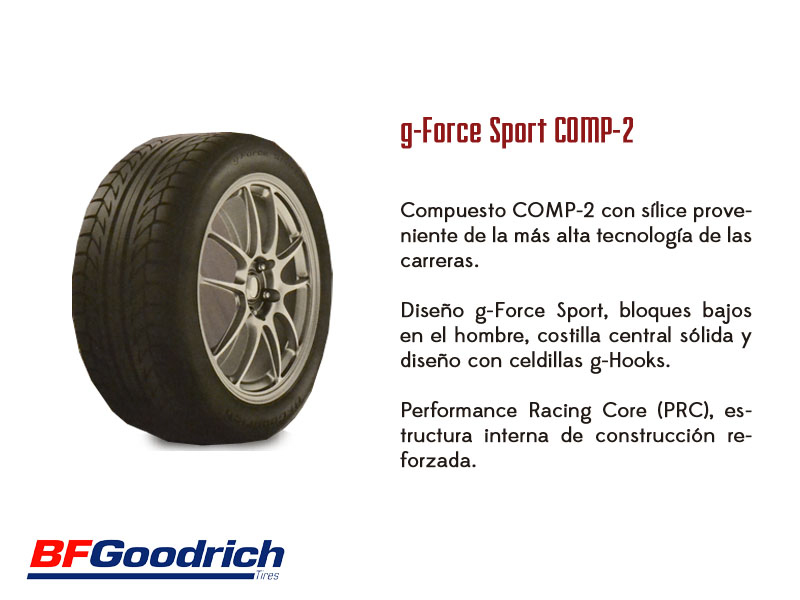 g-Force Sport COMP-2
Compuesto COMP-2 con sílice prove-
niente de la más alta tecnología de las
carreras.
Diseño g-Force Sport, bloques bajos
en el hombre, costilla central sólida y
diseño con celdillas g-Hooks.
Performance Racing Core (PRC), es-
tructura interna de construcción re-
forzada.
g-Force
BFGoodrich
BFGoodrich
Tires